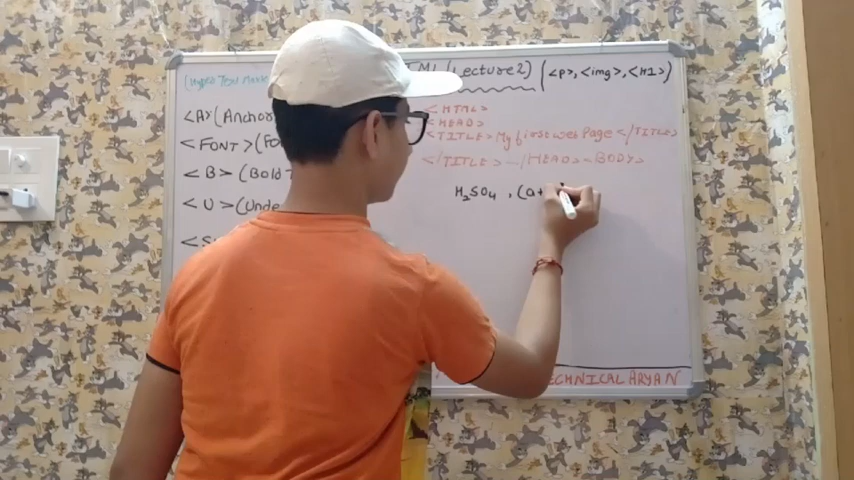 (Lecture 2) (<P>, <img>, <H1>)
<A> (Anchor
<FONT> (Fo
<B> (Bold
<U> (Unde
<S
<HTML>
<HEAD>
<TITLE> My first web Page </TITLE>
</TITLE> </HEAD> <BODY>
H₂SO₄ , (a+
TECHNICAL ARYAN